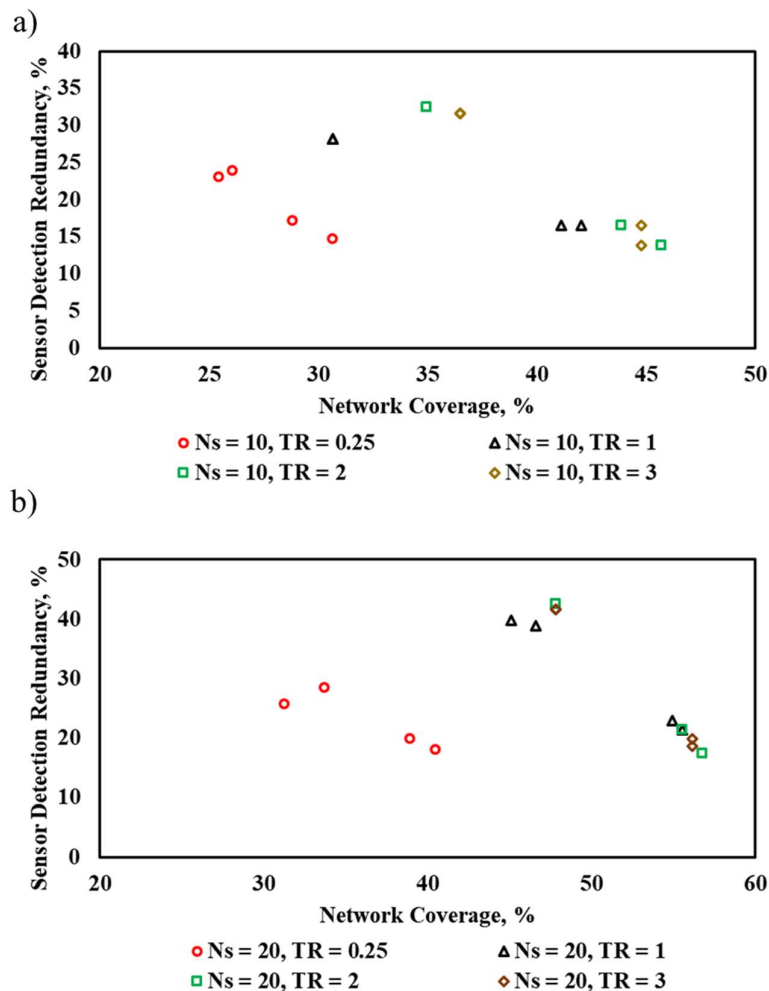 a)
Sensor Detection Redundancy, %
40
35
30
25
20
15
10
5
0
20 25 30 35 40 45 50
Network Coverage, %
Ns = 10, TR = 0.25 Ns = 10, TR = 1
Ns = 10, TR = 2 Ns = 10, TR = 3
b)
Sensor Detection Redundancy, %
50
40
30
20
10
0
20 30 40 50 60
Network Coverage, %
Ns = 20, TR = 0.25 Ns = 20, TR = 1
Ns = 20, TR = 2 Ns = 20, TR = 3